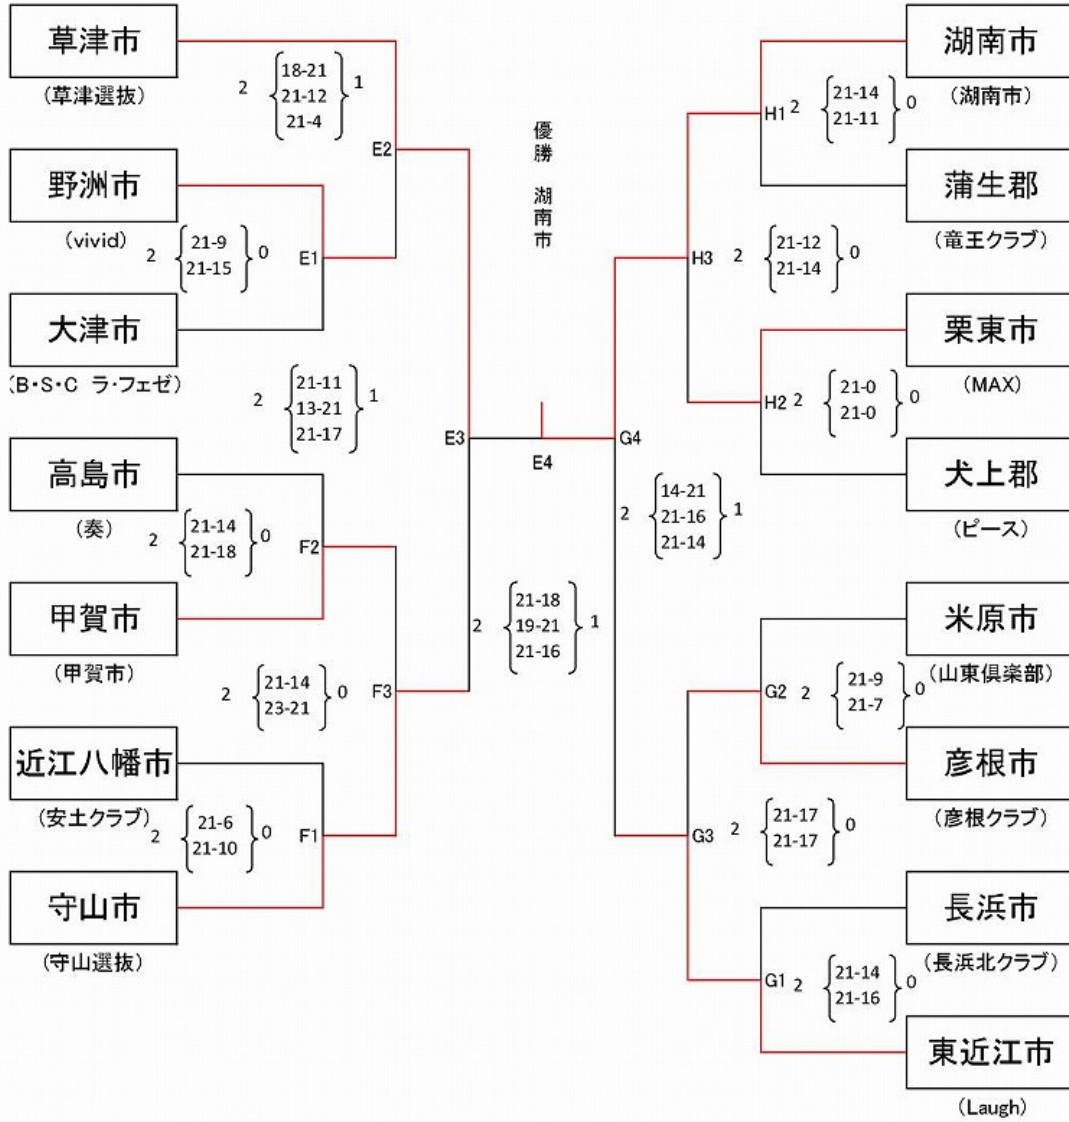 草津市
(草津選抜)
2
18-21
21-12
21-4
1
E2
野洲市
(vivid)
2
21-9
21-15
0
E1
大津市
(B・S・C ラ・フェゼ)
2
21-11
13-21
21-17
1
E3
高島市
(奏)
2
21-14
21-18
0
F2
甲賀市
(甲賀市)
2
21-14
23-21
0
F3
近江八幡市
(安土クラブ)
2
21-6
21-10
0
F1
守山市
(守山選抜)
優勝 湖南市
E4
2
21-18
19-21
21-16
1
湖南市
(湖南市)
H1
2
21-14
21-11
0
蒲生郡
(竜王クラブ)
H3
2
21-12
21-14
0
栗東市
(MAX)
H2
2
21-0
21-0
0
犬上郡
(ピース)
G4
2
14-21
21-16
21-14
1
米原市
(山東倶楽部)
G2
2
21-9
21-7
0
彦根市
(彦根クラブ)
G3
2
21-17
21-17
0
長浜市
(長浜北クラブ)
G1
2
21-14
21-16
0
東近江市
(Laugh)